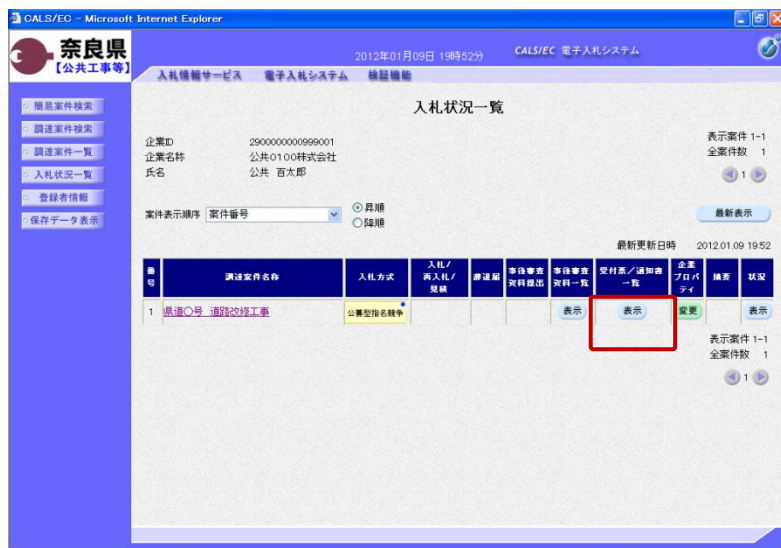 CALS/EC - Microsoft Internet Explorer
奈良県
【公共工事等】
2012年01月09日 19時52分
CALS/EC 電子入札システム
入札情報サービス 電子入札システム 検証機能
簡易案件検索
調達案件検索
調達案件一覧
入札状況一覧
登録者情報
保存データ表示
入札状況一覧
企業ID 2900000000999001
企業名称 公共0100株式会社
氏名 公共 百太郎
表示案件 1-1
全案件数 1
1
案件表示順序 案件番号
昇順
降順
最新表示
最新更新日時 2012.01.09 19:52
番号 調達案件名称 入札方式 入札/再入札/見積 辞退届 事後審査資料提出 事後審査資料一覧 受付票/通知書一覧 企業プロパティ 摘要 状況
1 県道〇号 道路改修工事 公募型指名競争 表示 表示 変更 表示
表示案件 1-1
全案件数 1
1